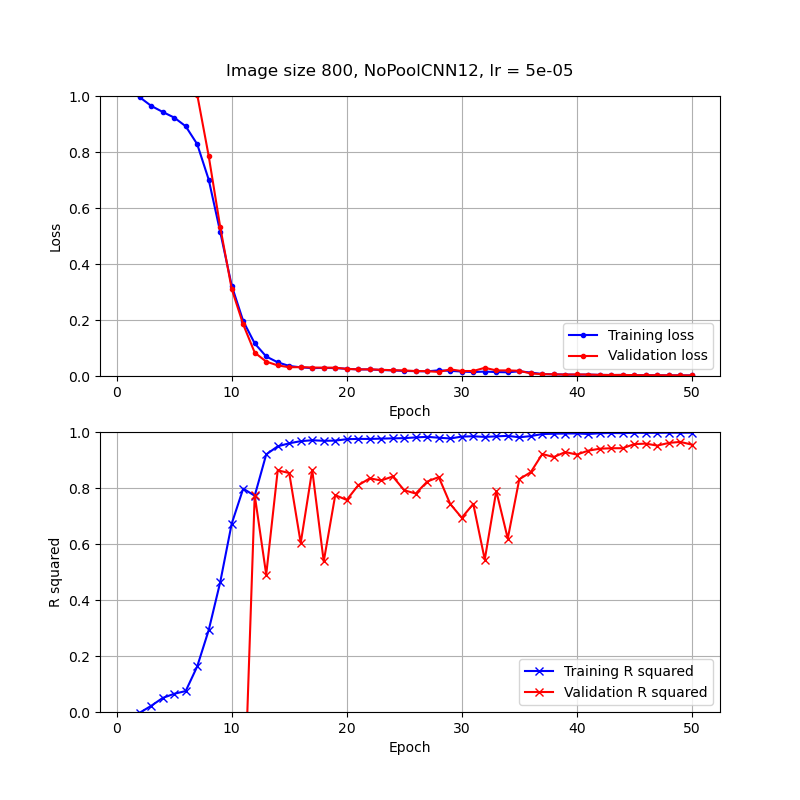 Image size 800, NoPoolCNN12, lr = 5e-05
1.0
0.8
0.6
0.4
0.2
0.0
Loss
Training loss
Validation loss
0 10 20 30 40 50
Epoch
1.0
0.8
0.6
0.4
0.2
0.0
R squared
Training R squared
Validation R squared
0 10 20 30 40 50
Epoch